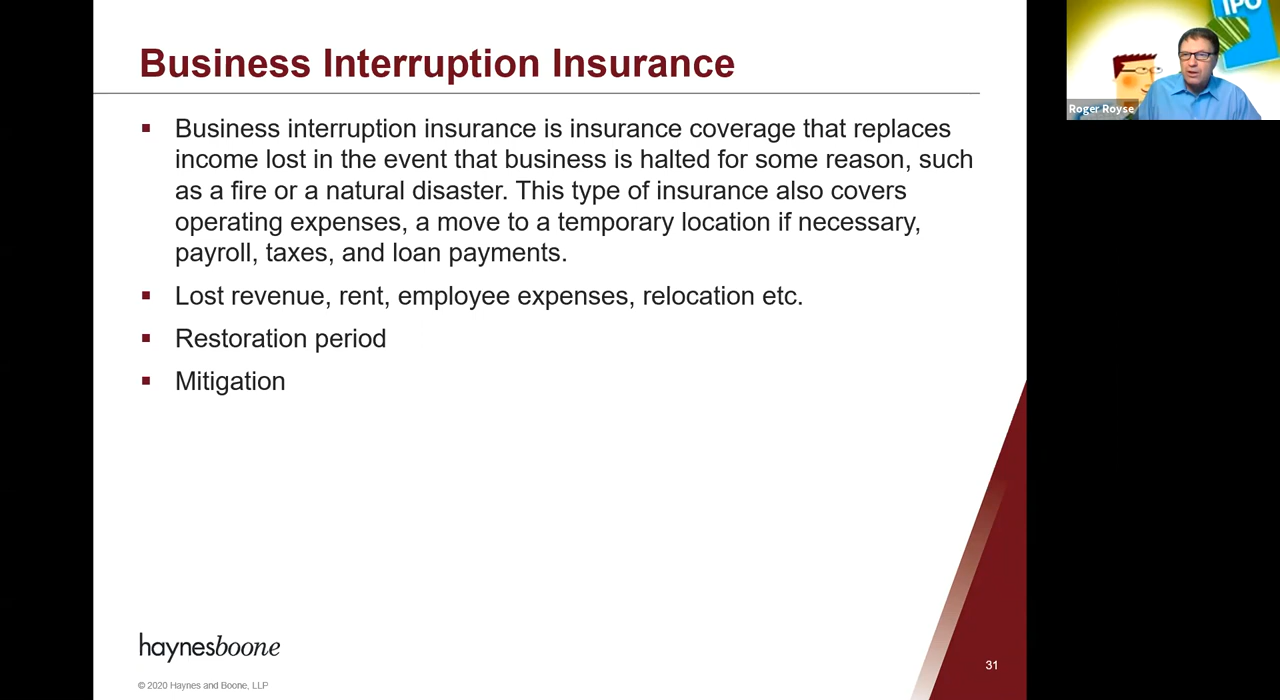 Business Interruption Insurance
Business interruption insurance is insurance coverage that replaces
income lost in the event that business is halted for some reason, such
as a fire or a natural disaster. This type of insurance also covers
operating expenses, a move to a temporary location if necessary,
payroll, taxes, and loan payments.
Lost revenue, rent, employee expenses, relocation etc.
Restoration period
Mitigation
haynesboone
© 2020 Haynes and Boone, LLP
31
IPO
Roger Royse